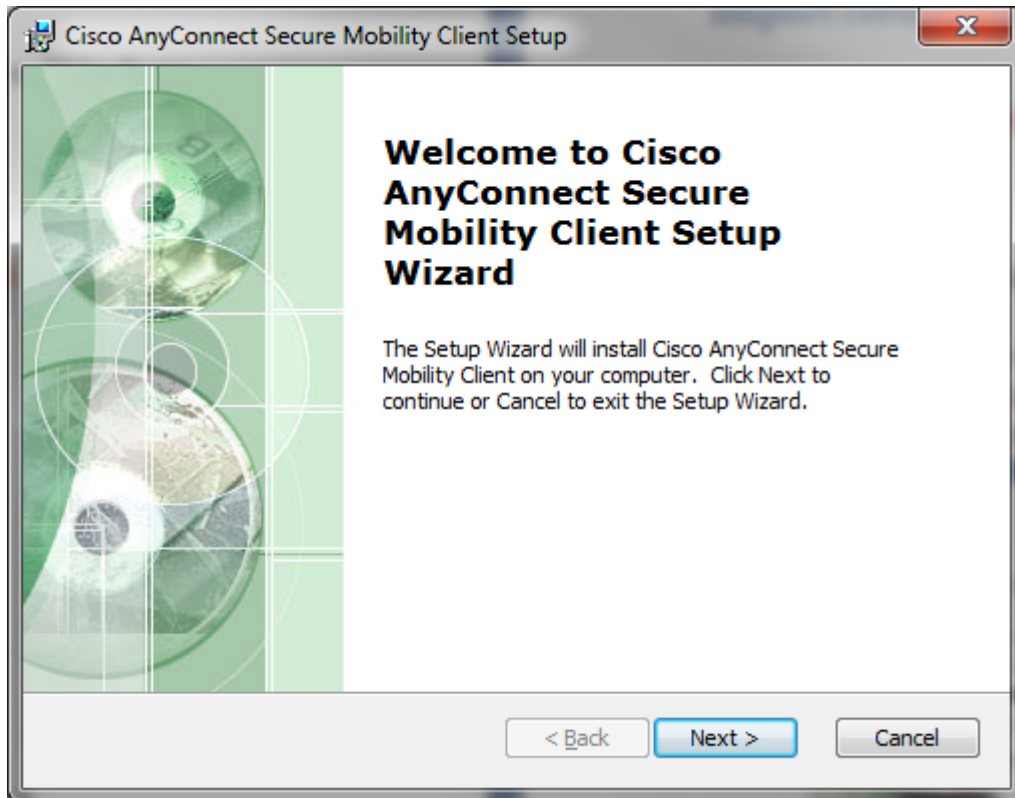 Cisco AnyConnect Secure Mobility Client Setup
Welcome to Cisco
AnyConnect Secure
Mobility Client Setup
Wizard
The Setup Wizard will install Cisco AnyConnect Secure
Mobility Client on your computer.  Click Next to
continue or Cancel to exit the Setup Wizard.
< Back Next > Cancel